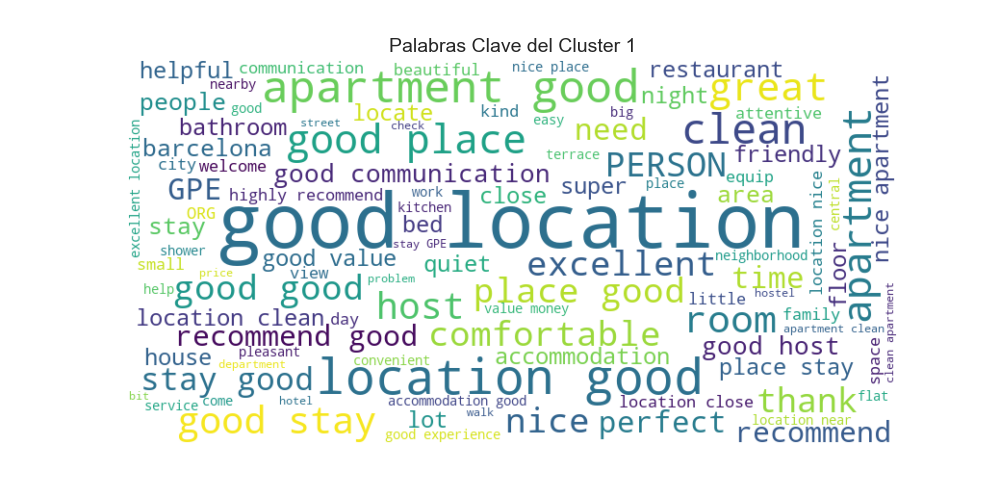 Palabras Clave del Cluster 1
helpful
communication
beautiful
nice place
restaurant
nearby
apartment good
night
great
people
good
locate
kind
big
attentive
street
check
easy
need
clean
bathroom
good place
barcelona
terrace
PERSON
friendly
city
welcome
good communication
equip
GPE
highly recommend
work
close
super
place
area
excellent location
ORG
kitchen
good location
stay
bed
stay GPE
shower
good value
excellent
neighborhood
small
view
quiet
time
price
problem
help
good good
host
place good
little
hostel
value money
room
family
location clean
day
recommend good
comfortable
apartment clean
house
pleasant
good host
department
convenient
accommodation
place stay
stay good
location good
thank
flat
bit
service
come
hotel
accommodation good
location close
walk
good stay
lot
nice
perfect
location near
good experience
recommend
location nice
central
floor
apartment
nice apartment
space
clean apartment